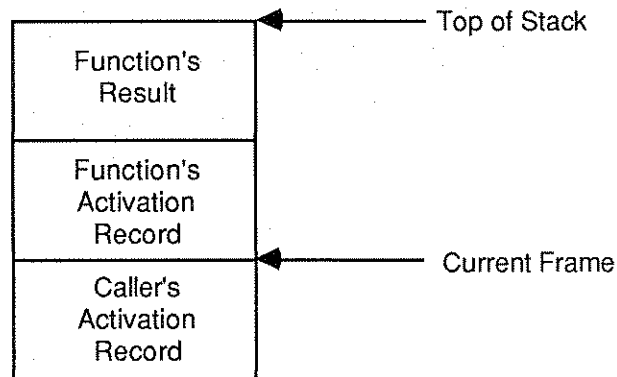 Top of Stack
Function's
Result
Function's
Activation
Record
Current Frame
Caller's
Activation
Record